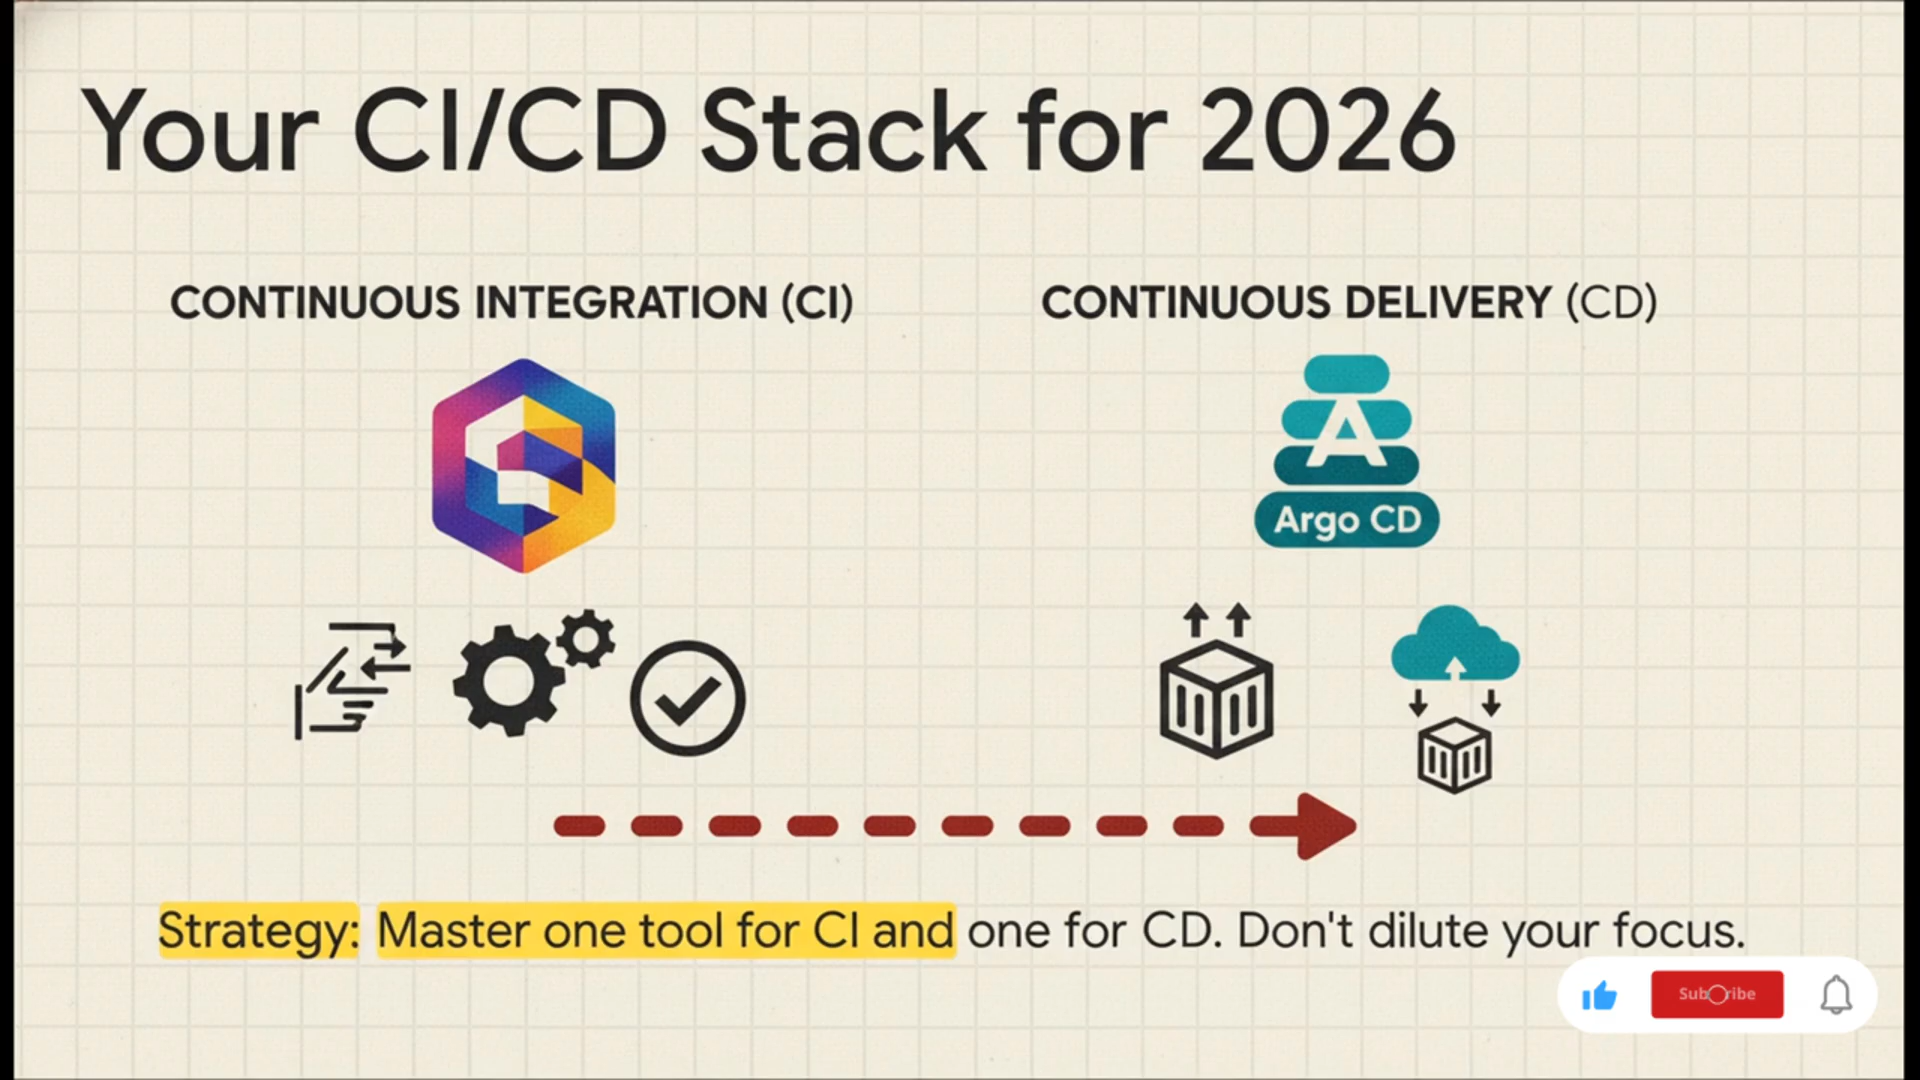 Your CI/CD Stack for 2026
CONTINUOUS INTEGRATION (CI)
CONTINUOUS DELIVERY (CD)
A
Argo CD
Strategy: Master one tool for CI and one for CD. Don't dilute your focus.
Subscribe